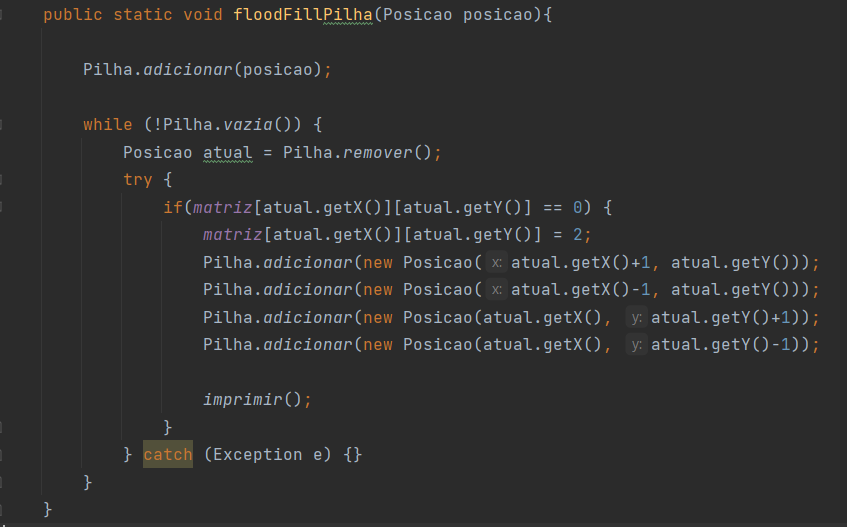 public static void floodFillPilha(Posicao posicao){
Pilha.adicionar(posicao);
while (!Pilha.vazia()) {
Posicao atual = Pilha.remover();
try {
if(matriz[atual.getX()][atual.getY()] == 0) {
matriz[atual.getX()][atual.getY()] = 2;
Pilha.adicionar(new Posicao( x: atual.getX()+1, atual.getY()));
Pilha.adicionar(new Posicao( x: atual.getX()-1, atual.getY()));
Pilha.adicionar(new Posicao(atual.getX(), y: atual.getY()+1));
Pilha.adicionar(new Posicao(atual.getX(), y: atual.getY()-1));
imprimir();
}
} catch (Exception e) {}
}
}